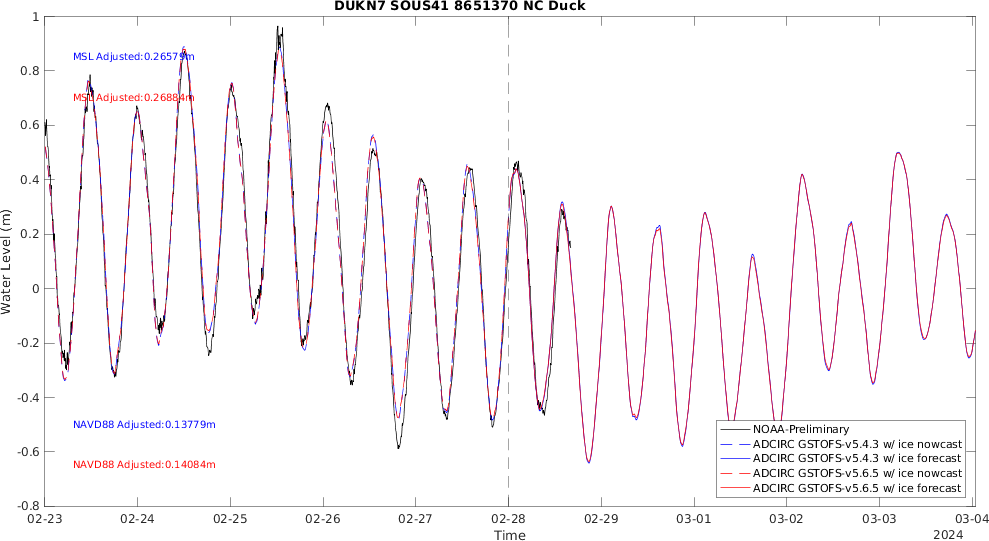 DUKN7 SOUS41 8651370 NC Duck
1
0.8
0.6
0.4
0.2
0
-0.2
-0.4
-0.6
-0.8
Water Level (m)
MSL Adjusted:0.26579m
MSL Adjusted:0.26884m
NAVD88 Adjusted:0.13779m
NAVD88 Adjusted:0.14084m
NOAA-Preliminary
ADCIRC GSTOFS-v5.4.3 w/ ice nowcast
ADCIRC GSTOFS-v5.4.3 w/ ice forecast
ADCIRC GSTOFS-v5.6.5 w/ ice nowcast
ADCIRC GSTOFS-v5.6.5 w/ ice forecast
02-23 02-24 02-25 02-26 02-27 02-28 02-29 03-01 03-02 03-03 03-04
Time
2024